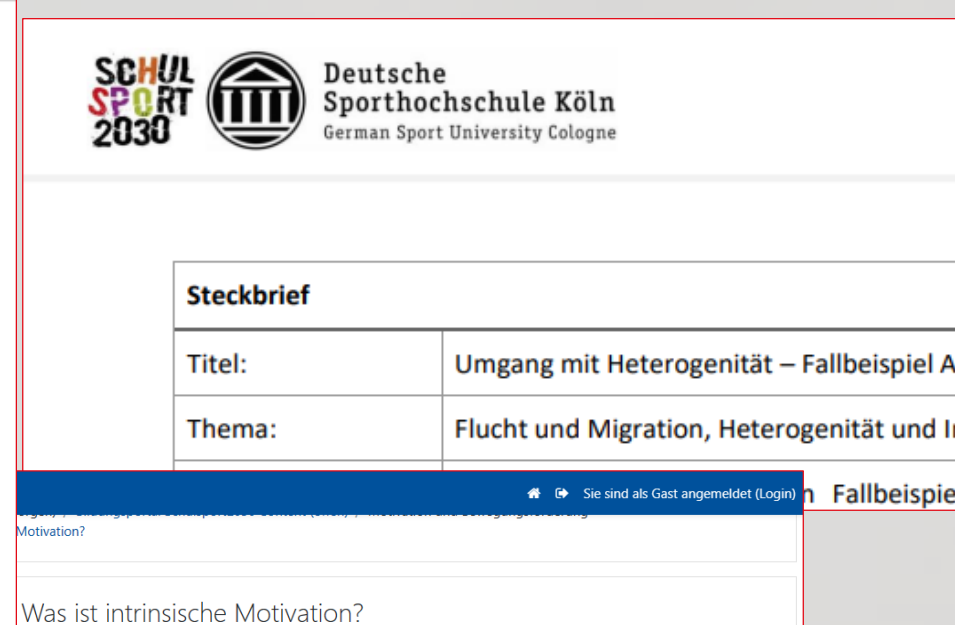 SCHUL
SPORT
2030
Deutsche
Sporthochschule Köln
German Sport University Cologne
Steckbrief
Titel: Umgang mit Heterogenität – Fallbeispiel A
Thema: Flucht und Migration, Heterogenität und I
n Fallbeispie
Sie sind als Gast angemeldet (Login)
Motivation?
Was ist intrinsische Motivation?